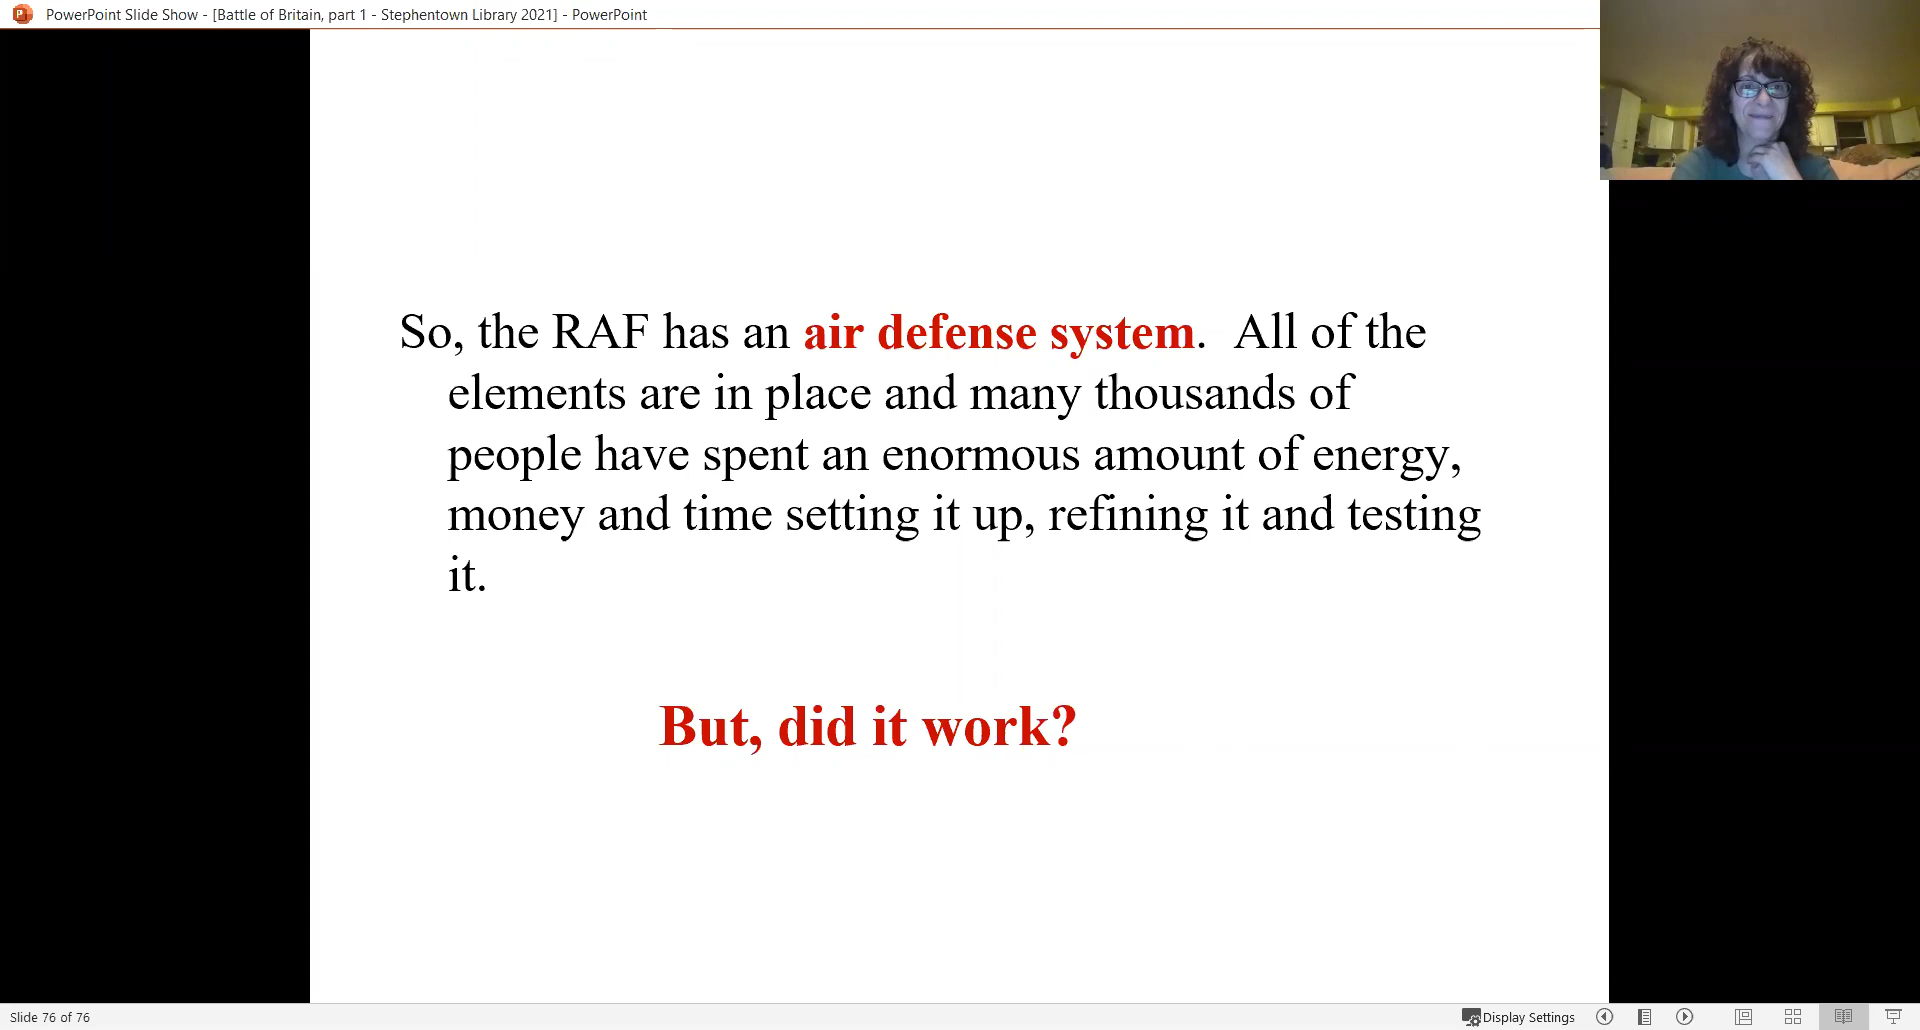 PowerPoint Slide Show - [Battle of Britain, part 1 - Stephentown Library 2021] - PowerPoint
So, the RAF has an air defense system. All of the
elements are in place and many thousands of
people have spent an enormous amount of energy,
money and time setting it up, refining it and testing
it.
But, did it work?
Slide 76 of 76
Display Settings